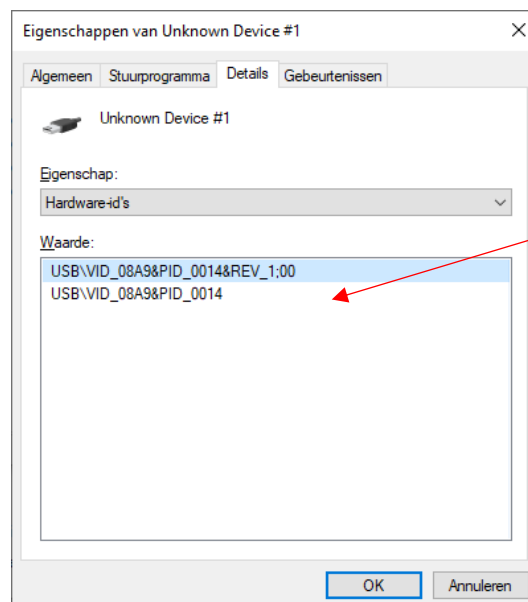 Eigenschappen van Unknown Device #1
Algemeen Stuurprogramma Details Gebeurtenissen
Unknown Device #1
Eigenschap:
Hardware-id's
Waarde:
USB\VID_08A9&PID_0014&REV_1;00
USB\VID_08A9&PID_0014
OK Annuleren